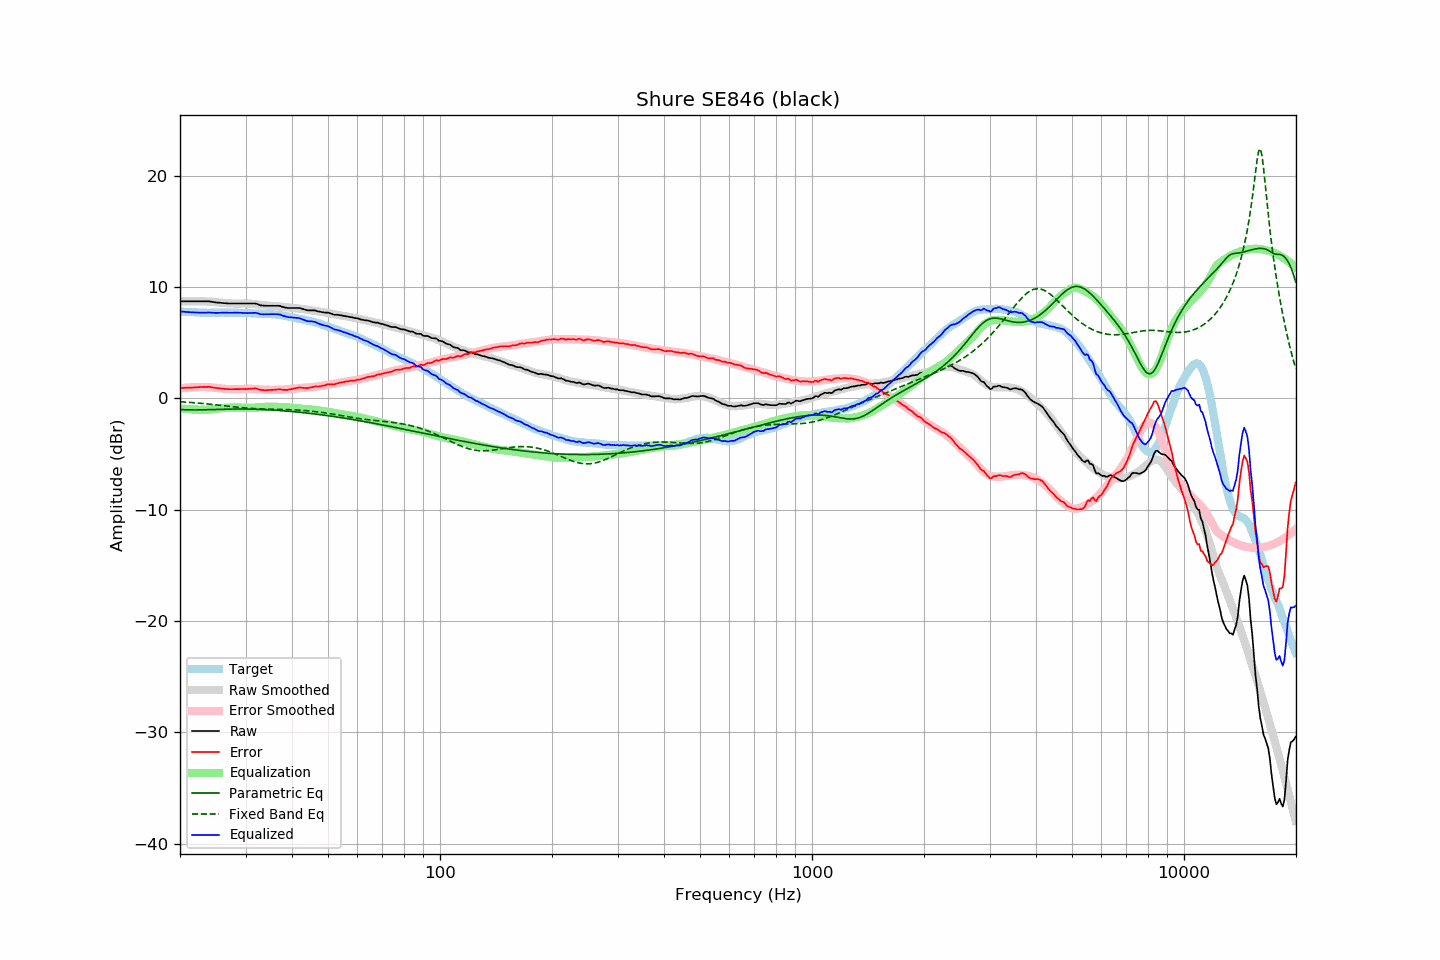 Shure SE846 (black)
20
10
0
−10
−20
−30
−40
Amplitude (dBr)
Target
Raw Smoothed
Error Smoothed
Raw
Error
Equalization
Parametric Eq
Fixed Band Eq
Equalized
100
1000
10000
Frequency (Hz)